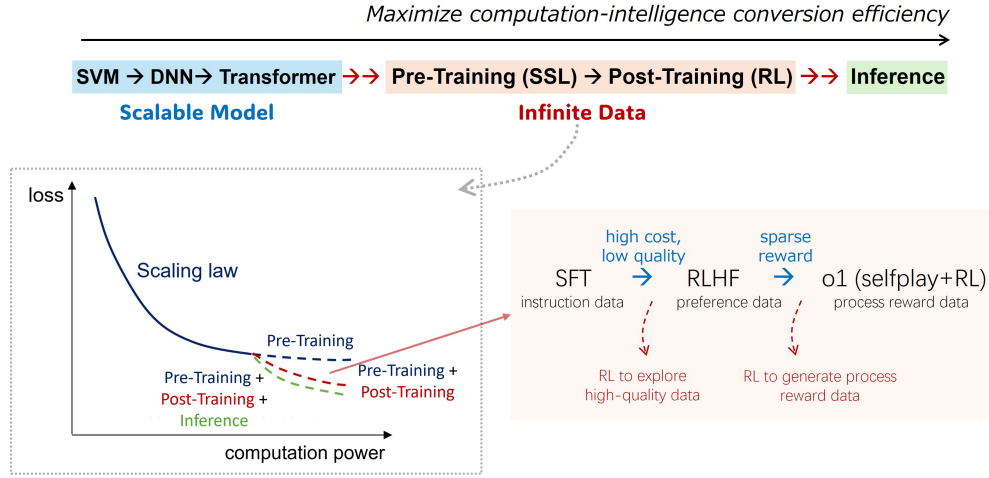 Maximize computation-intelligence conversion efficiency
SVM → DNN → Transformer →→ Pre-Training (SSL) → Post-Training (RL) →→ Inference
Scalable Model
Infinite Data
loss
Scaling law
Pre-Training
Pre-Training +
Post-Training +
Inference
Pre-Training +
Post-Training
computation power
high cost,
low quality
sparse
reward
SFT → RLHF → o1 (selfplay+RL)
instruction data
preference data
process reward data
RL to explore
high-quality data
RL to generate process
reward data